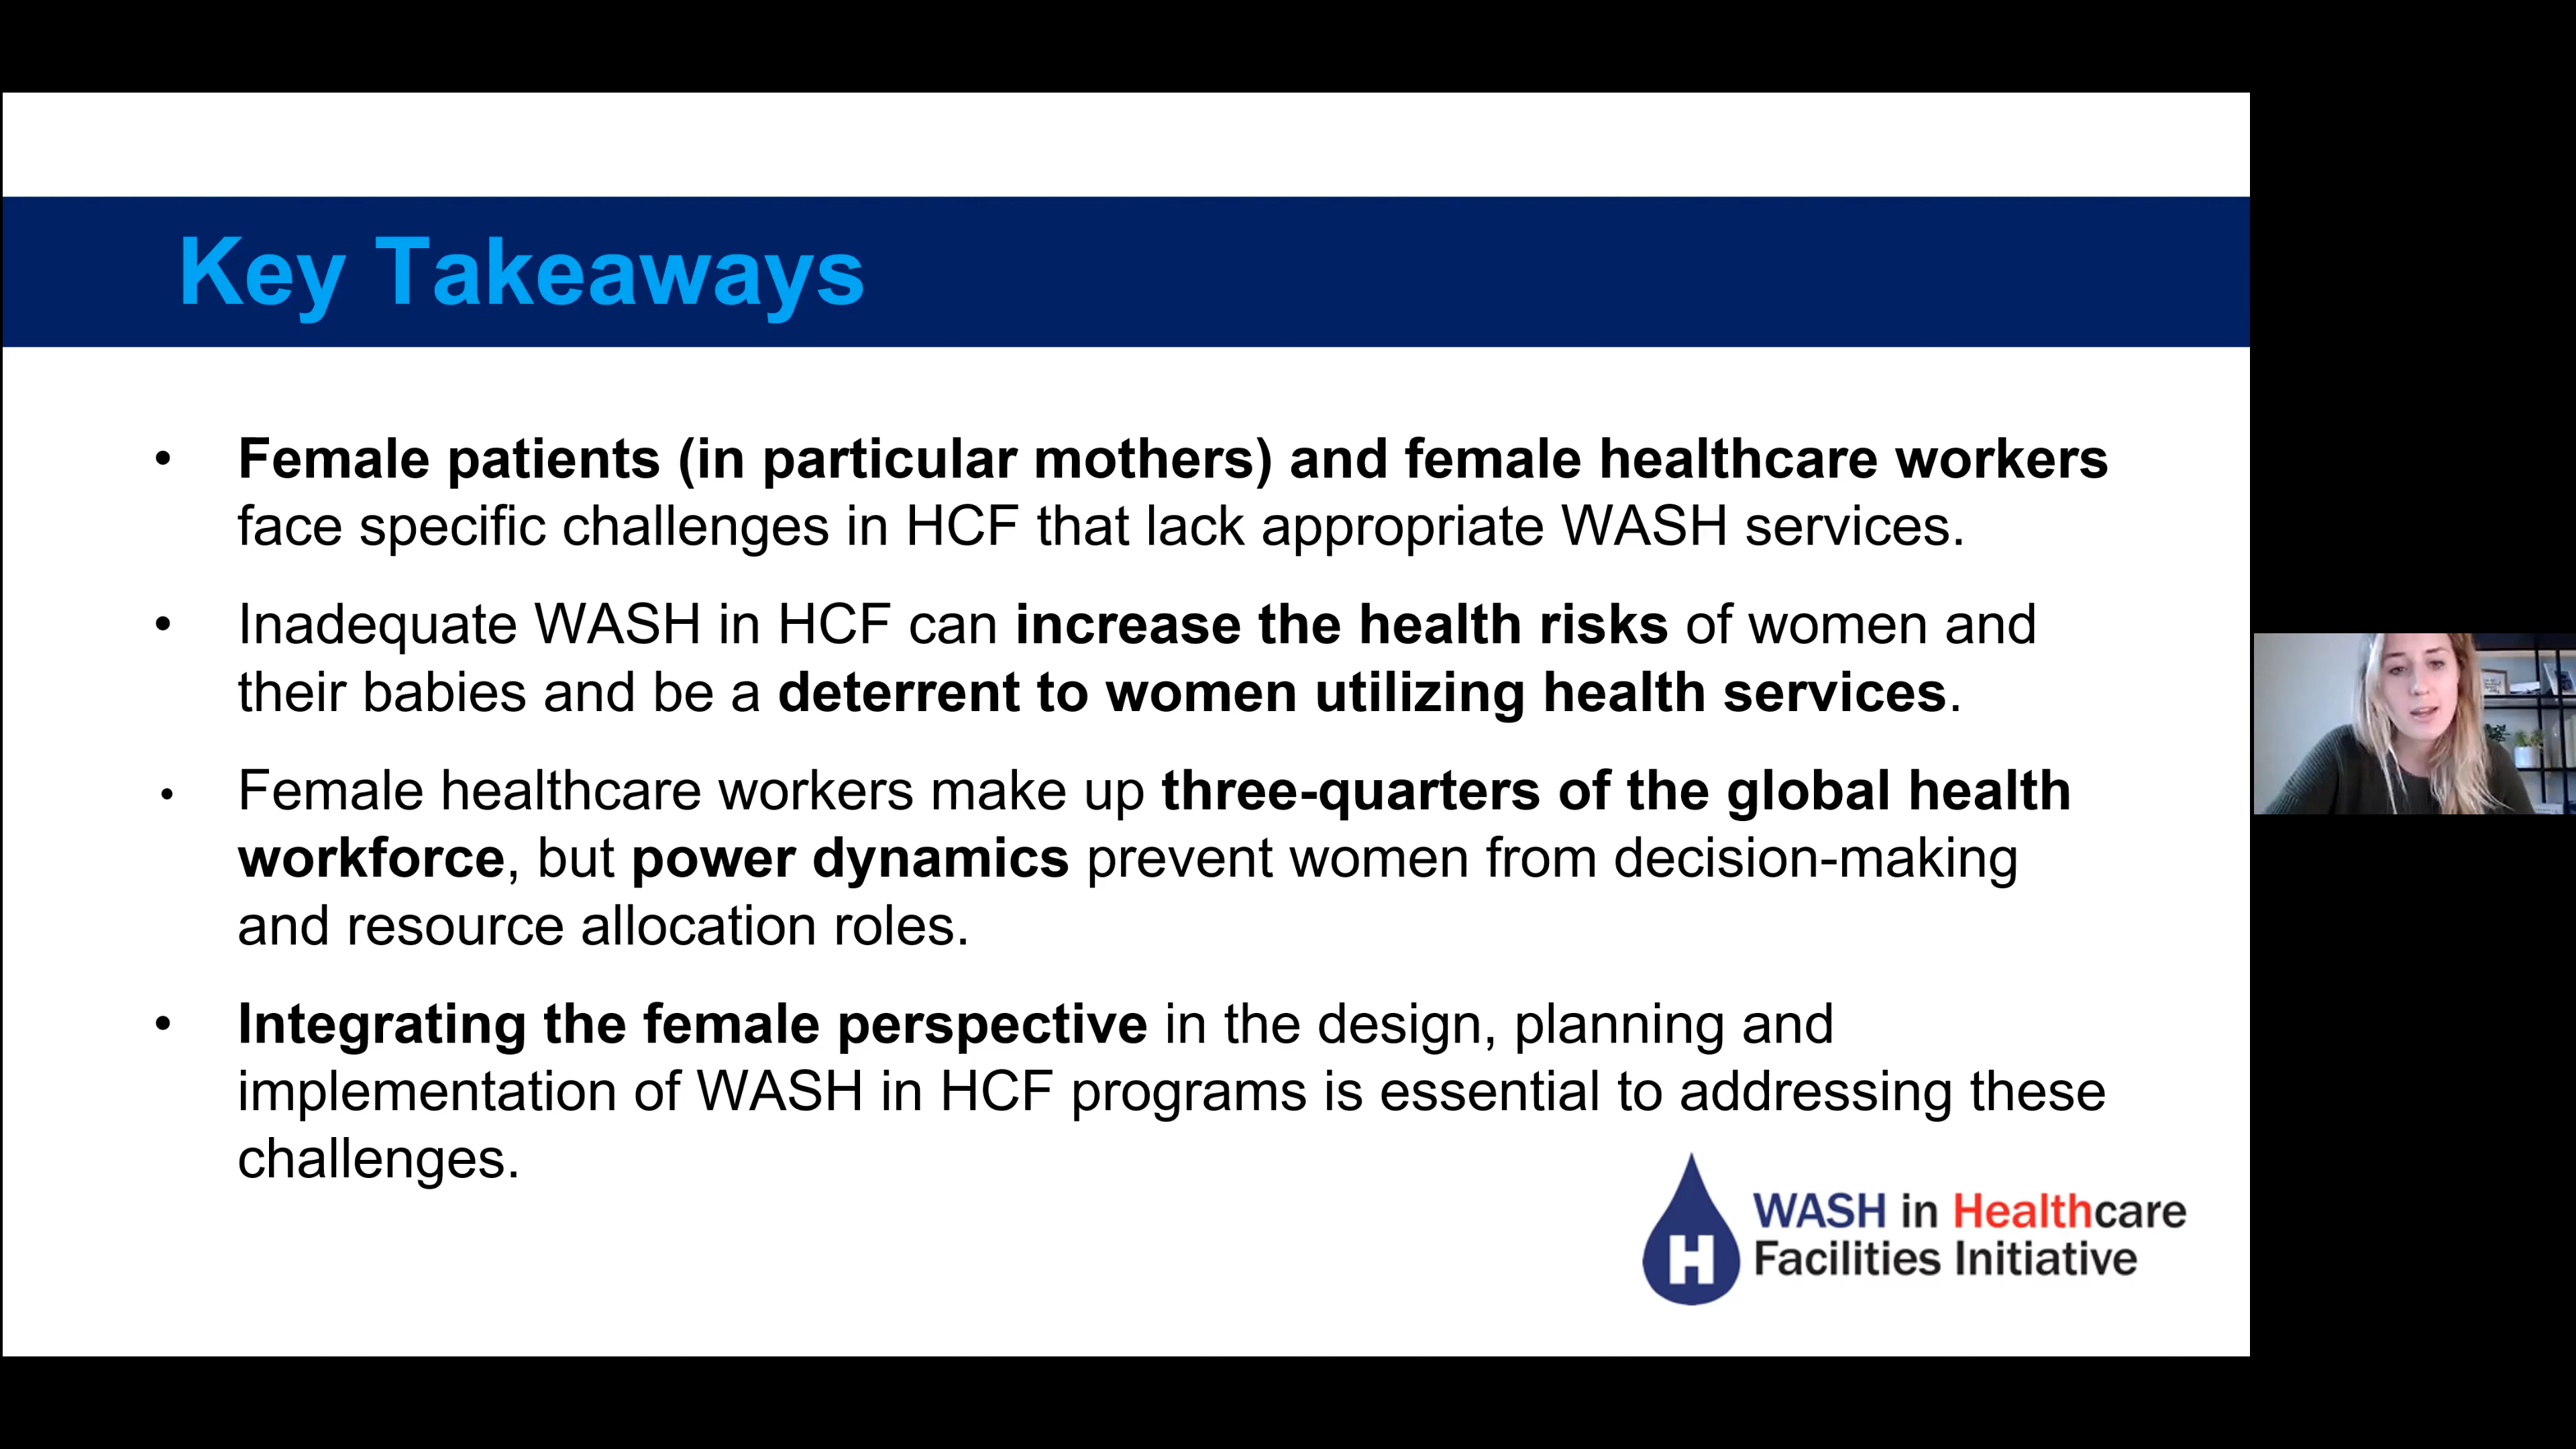 Key Takeaways
• Female patients (in particular mothers) and female healthcare workers
face specific challenges in HCF that lack appropriate WASH services.
• Inadequate WASH in HCF can increase the health risks of women and
their babies and be a deterrent to women utilizing health services.
• Female healthcare workers make up three-quarters of the global health
workforce, but power dynamics prevent women from decision-making
and resource allocation roles.
• Integrating the female perspective in the design, planning and
implementation of WASH in HCF programs is essential to addressing these
challenges.
H
WASH in Healthcare
Facilities Initiative